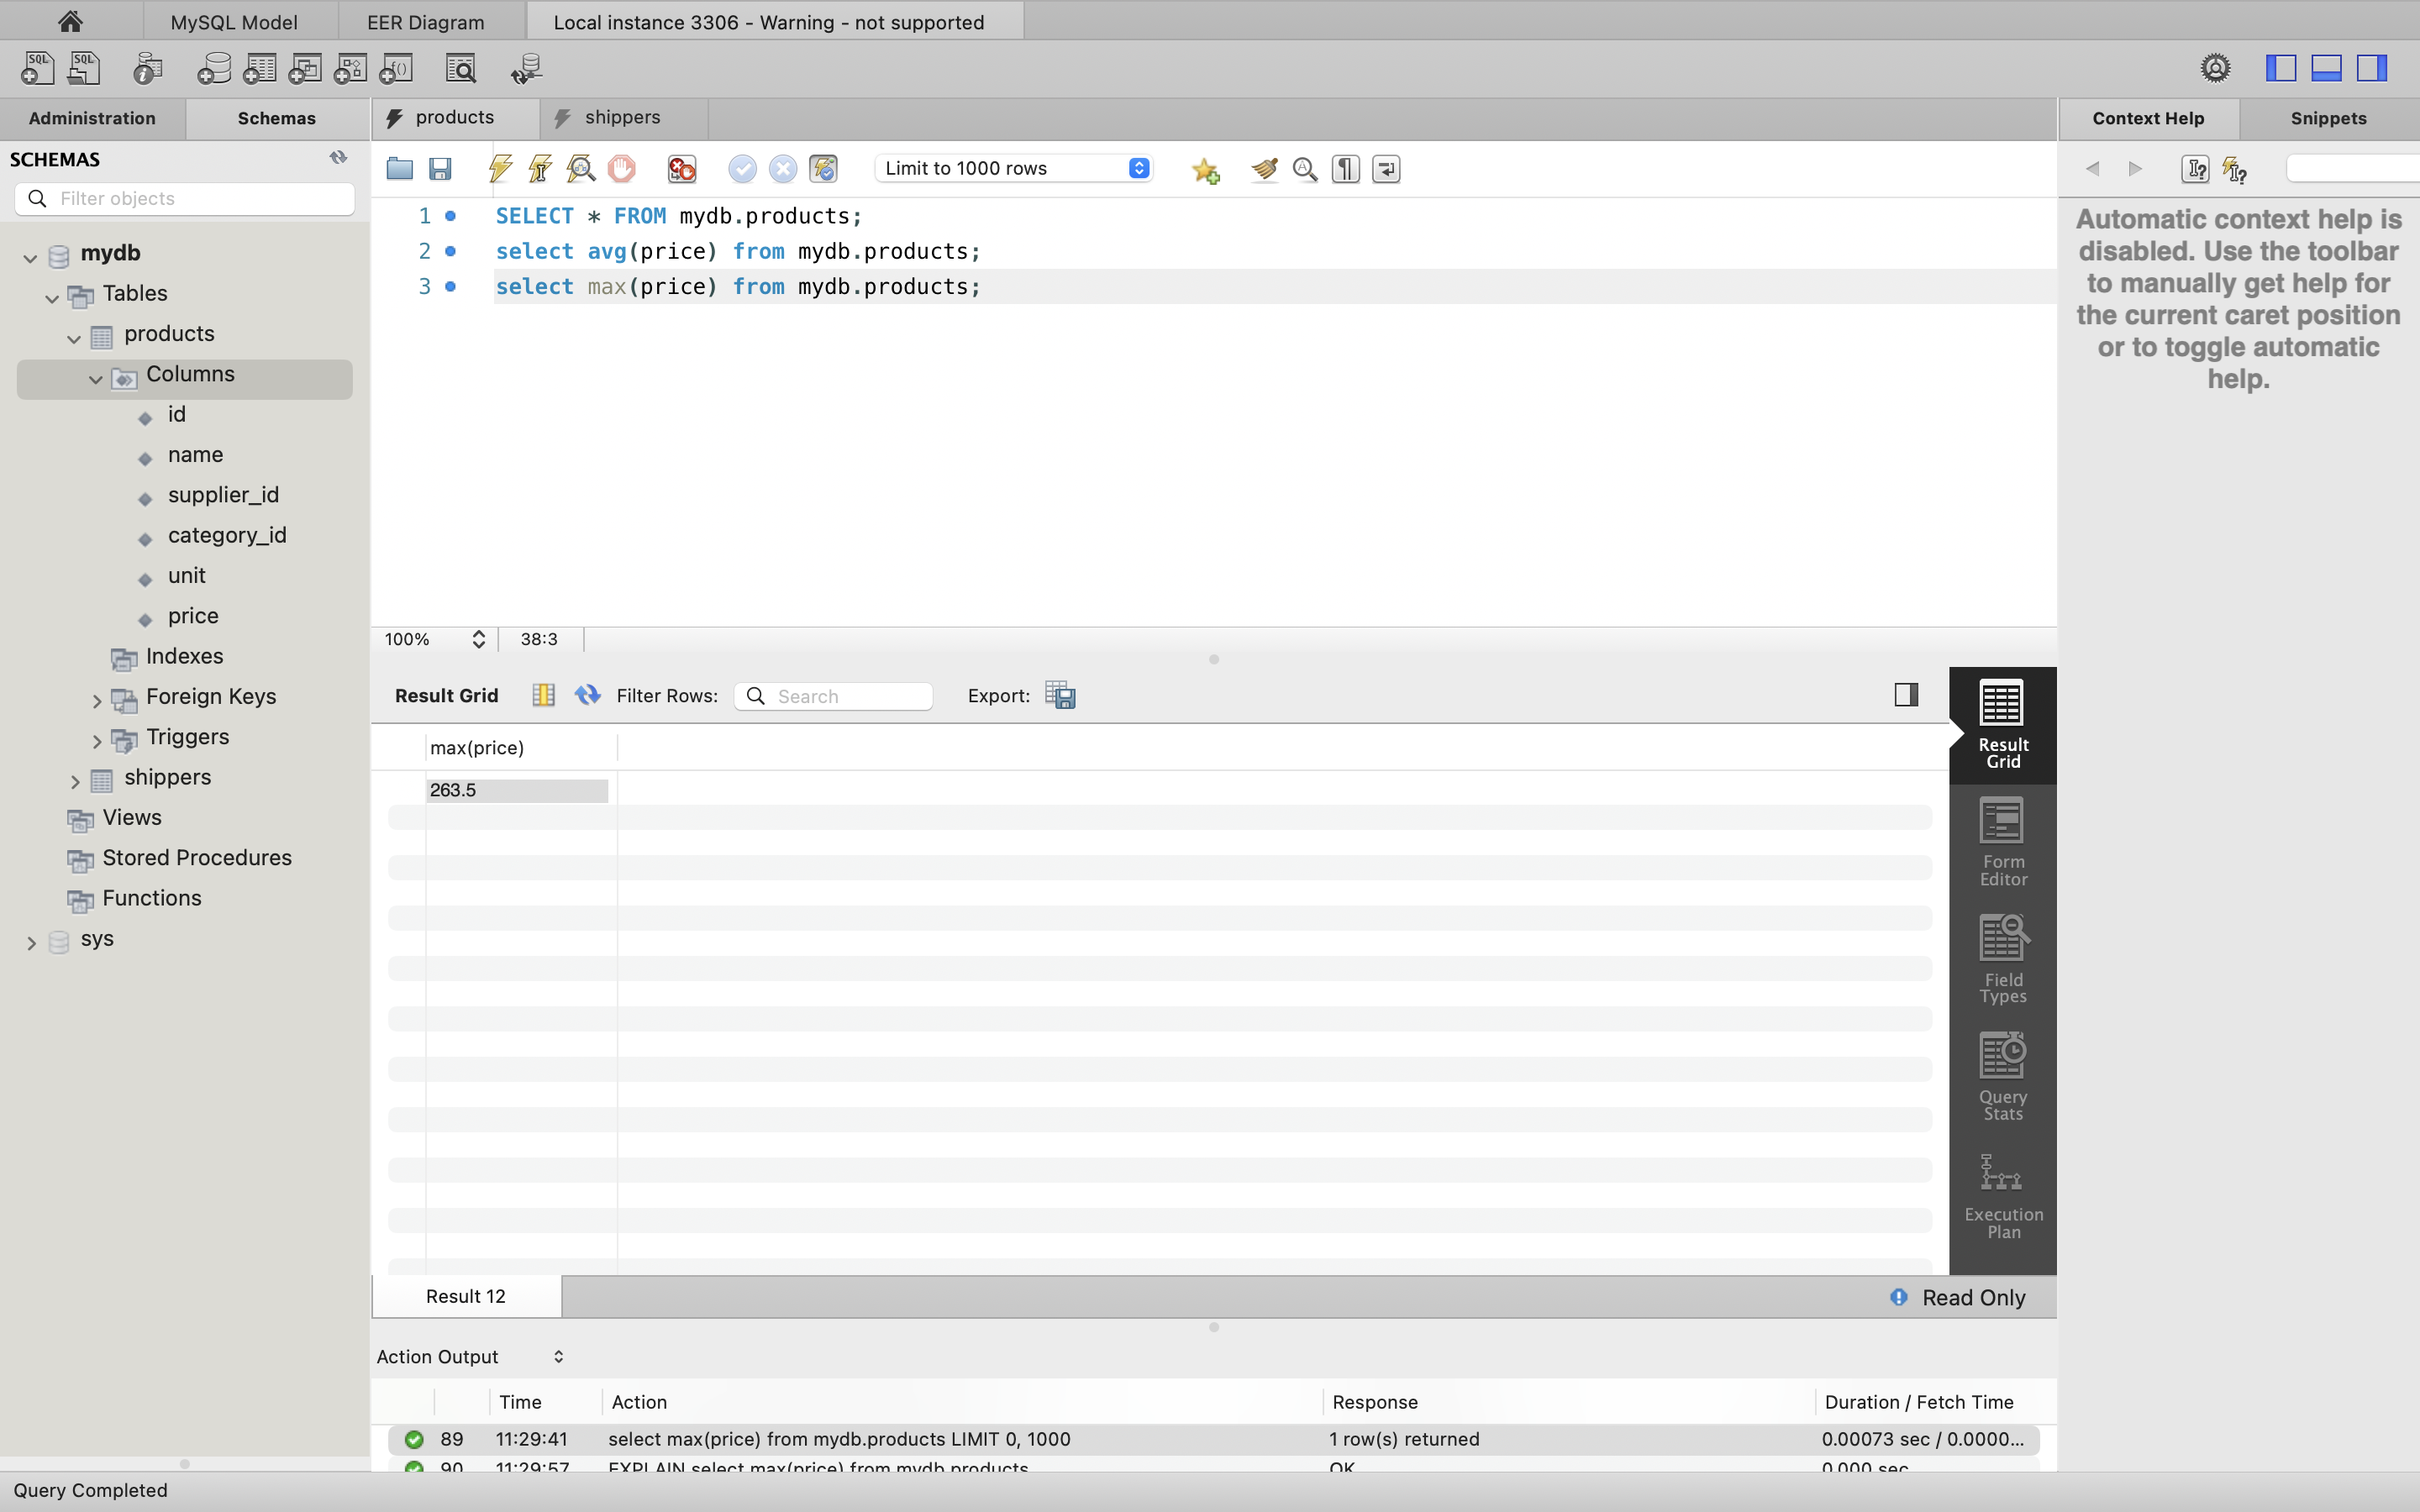 MySQL Model
EER Diagram
Local instance 3306 - Warning - not supported
SQL
SQL
Administration
Schemas
products
shippers
Context Help
Snippets
SCHEMAS
Filter objects
Limit to 1000 rows
mydb
Tables
products
Columns
id
name
supplier_id
category_id
unit
price
Indexes
Foreign Keys
Triggers
shippers
Views
Stored Procedures
Functions
sys
1 SELECT * FROM mydb.products;
2 select avg(price) from mydb.products;
3 select max(price) from mydb.products;
Automatic context help is
disabled. Use the toolbar
to manually get help for
the current caret position
or to toggle automatic
help.
100%
38:3
Result Grid
Filter Rows:
Search
Export:
max(price)
263.5
Result
Grid
Form
Editor
Field
Types
Query
Stats
Execution
Plan
Result 12
Read Only
Action Output
Time Action Response Duration / Fetch Time
89 11:29:41 select max(price) from mydb.products LIMIT 0, 1000 1 row(s) returned 0.00073 sec / 0.0000...
90 11:29:57 EXPLAIN select max(price) from mydb.products OK 0.000 sec
Query Completed